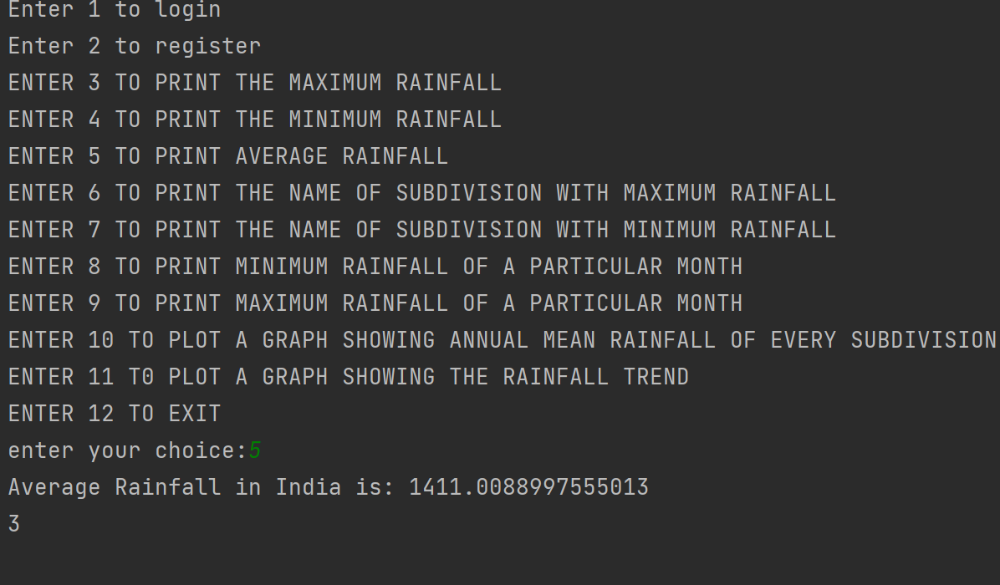 Enter 1 to login
Enter 2 to register
ENTER 3 TO PRINT THE MAXIMUM RAINFALL
ENTER 4 TO PRINT THE MINIMUM RAINFALL
ENTER 5 TO PRINT AVERAGE RAINFALL
ENTER 6 TO PRINT THE NAME OF SUBDIVISION WITH MAXIMUM RAINFALL
ENTER 7 TO PRINT THE NAME OF SUBDIVISION WITH MINIMUM RAINFALL
ENTER 8 TO PRINT MINIMUM RAINFALL OF A PARTICULAR MONTH
ENTER 9 TO PRINT MAXIMUM RAINFALL OF A PARTICULAR MONTH
ENTER 10 TO PLOT A GRAPH SHOWING ANNUAL MEAN RAINFALL OF EVERY SUBDIVISION
ENTER 11 T0 PLOT A GRAPH SHOWING THE RAINFALL TREND
ENTER 12 TO EXIT
enter your choice:5
Average Rainfall in India is: 1411.0088997555013
3